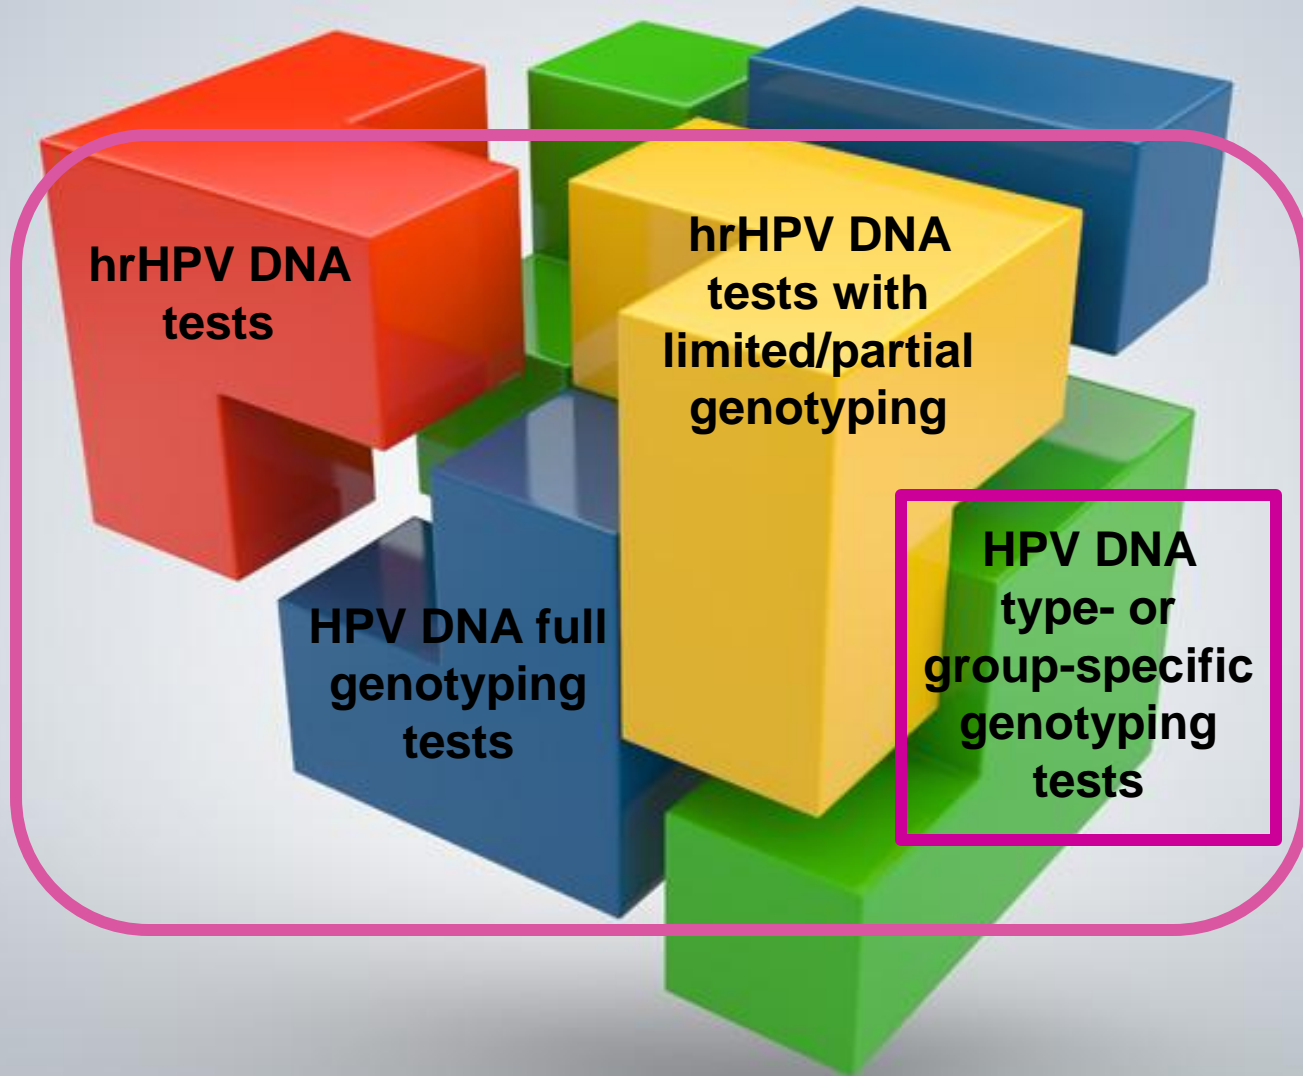 hrHPV DNA
tests
hrHPV DNA
tests with
limited/partial
genotyping
HPV DNA full
genotyping
tests
HPV DNA
type- or
group-specific
genotyping
tests